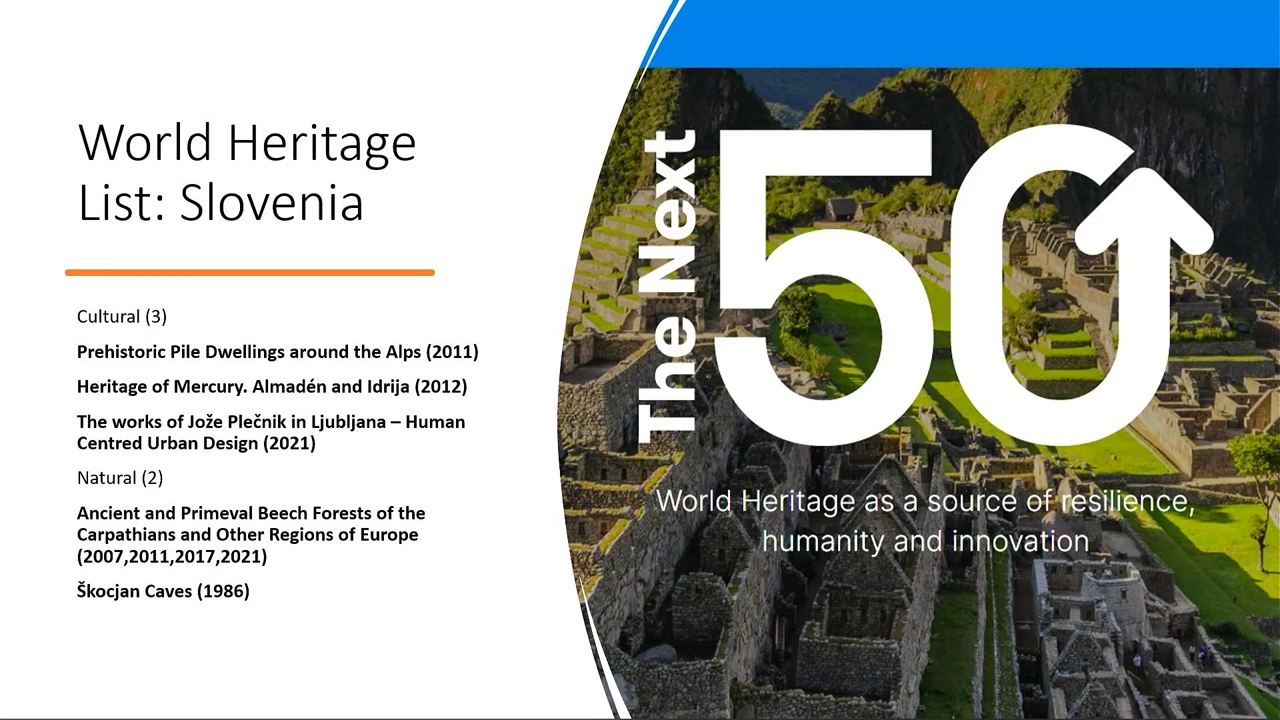 World Heritage
List: Slovenia
Cultural (3)
Prehistoric Pile Dwellings around the Alps (2011)
Heritage of Mercury. Almadén and Idrija (2012)
The works of Jože Plečnik in Ljubljana – Human
Centred Urban Design (2021)
Natural (2)
Ancient and Primeval Beech Forests of the
Carpathians and Other Regions of Europe
(2007,2011,2017,2021)
Škocjan Caves (1986)
The Next
50
World Heritage as a source of resilience,
humanity and innovation